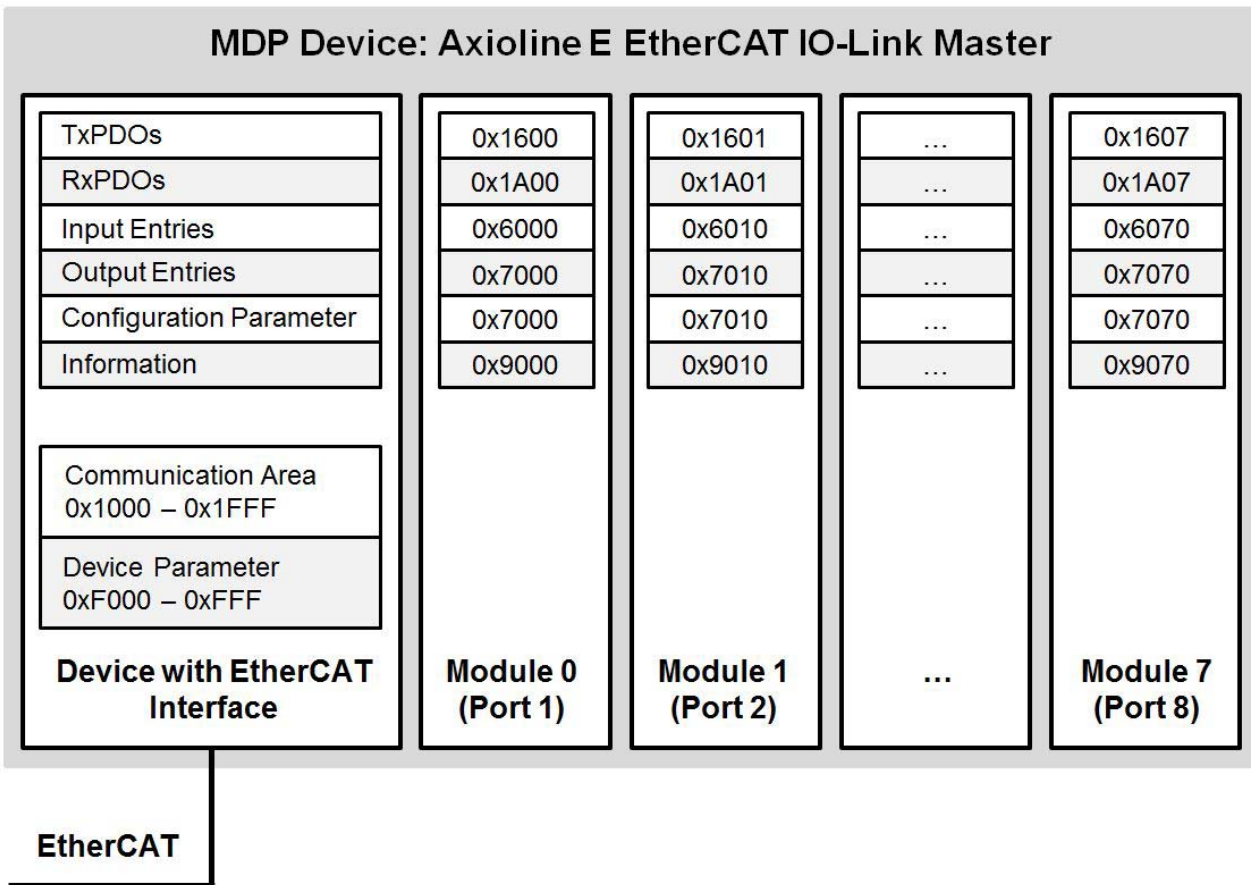 MDP Device: Axioline E EtherCAT IO-Link Master
TxPDOs 0x1600 0x1601 … 0x1607
RxPDOs 0x1A00 0x1A01 … 0x1A07
Input Entries 0x6000 0x6010 … 0x6070
Output Entries 0x7000 0x7010 … 0x7070
Configuration Parameter 0x7000 0x7010 … 0x7070
Information 0x9000 0x9010 … 0x9070
Communication Area
0x1000 – 0x1FFF
Device Parameter
0xF000 – 0xFFF
Device with EtherCAT
Interface
Module 0
(Port 1)
Module 1
(Port 2)
…
Module 7
(Port 8)
EtherCAT